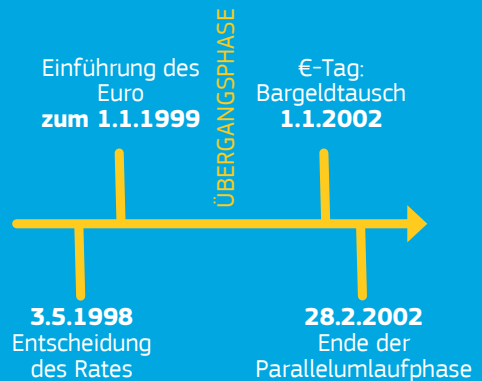 Einführung des
Euro
zum 1.1.1999
ÜBERGANGSPHASE
€-Tag:
Bargeldtausch
1.1.2002
3.5.1998
Entscheidung
des Rates
28.2.2002
Ende der
Parallelumlaufphase